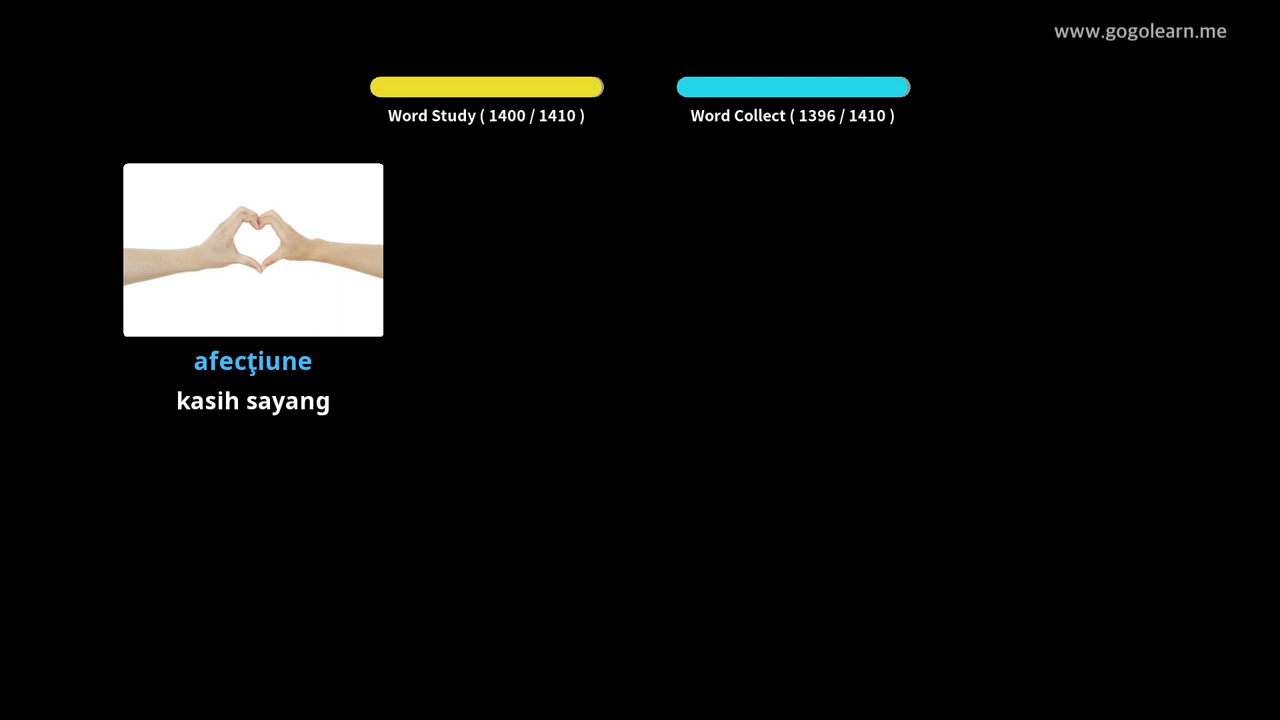 www.gogolearn.me
Word Study ( 1400 / 1410 )
Word Collect ( 1396 / 1410 )
afecţiune
kasih sayang